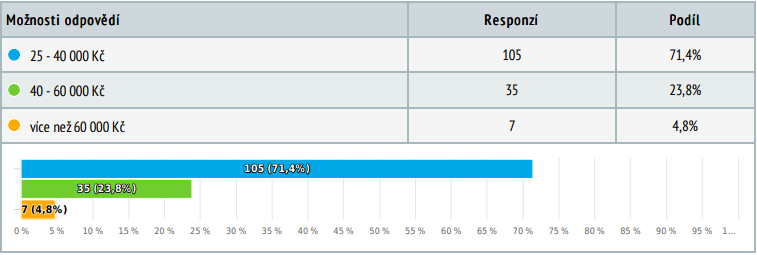 Možnosti odpovědí Responzí Podíl
25 - 40 000 Kč 105 71,4%
40 - 60 000 Kč 35 23,8%
více než 60 000 Kč 7 4,8%
105 (71,4%)
35 (23,8%)
7 (4,8%)
0 % 5 % 10 % 15 % 20 % 25 % 30 % 35 % 40 % 45 % 50 % 55 % 60 % 65 % 70 % 75 % 80 % 85 % 90 % 95 % 1…